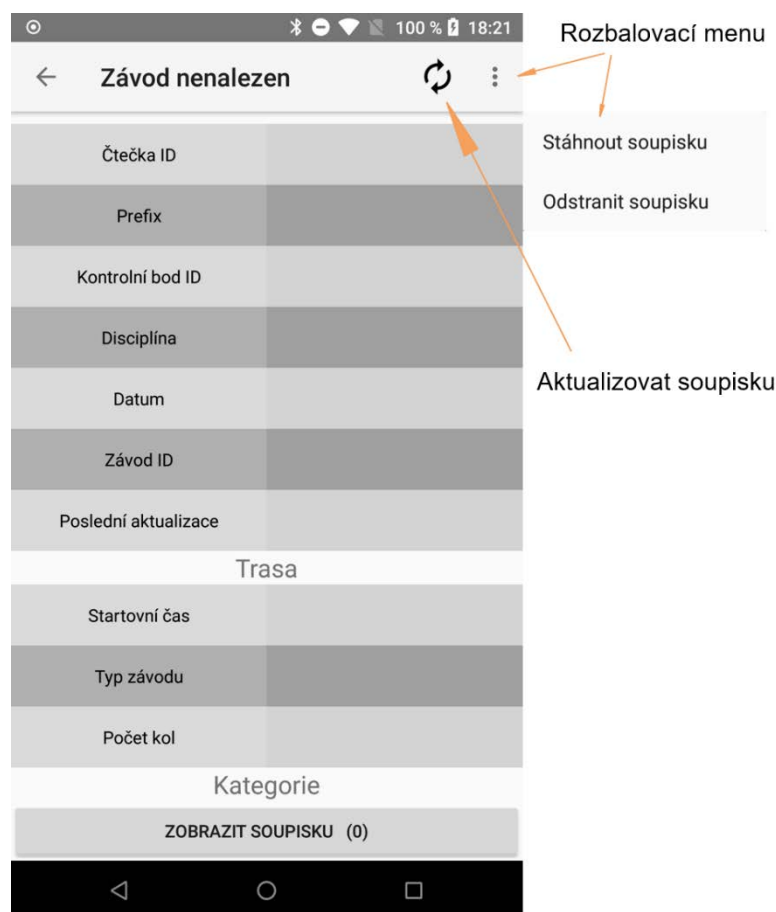 100 % 18:21
Rozbalovací menu
Závod nenalezen
Stáhnout soupisku
Odstranit soupisku
Aktualizovat soupisku
Čtečka ID
Prefix
Kontrolní bod ID
Disciplína
Datum
Závod ID
Poslední aktualizace
Trasa
Startovní čas
Typ závodu
Počet kol
Kategorie
ZOBRAZIT SOUPISKU (0)